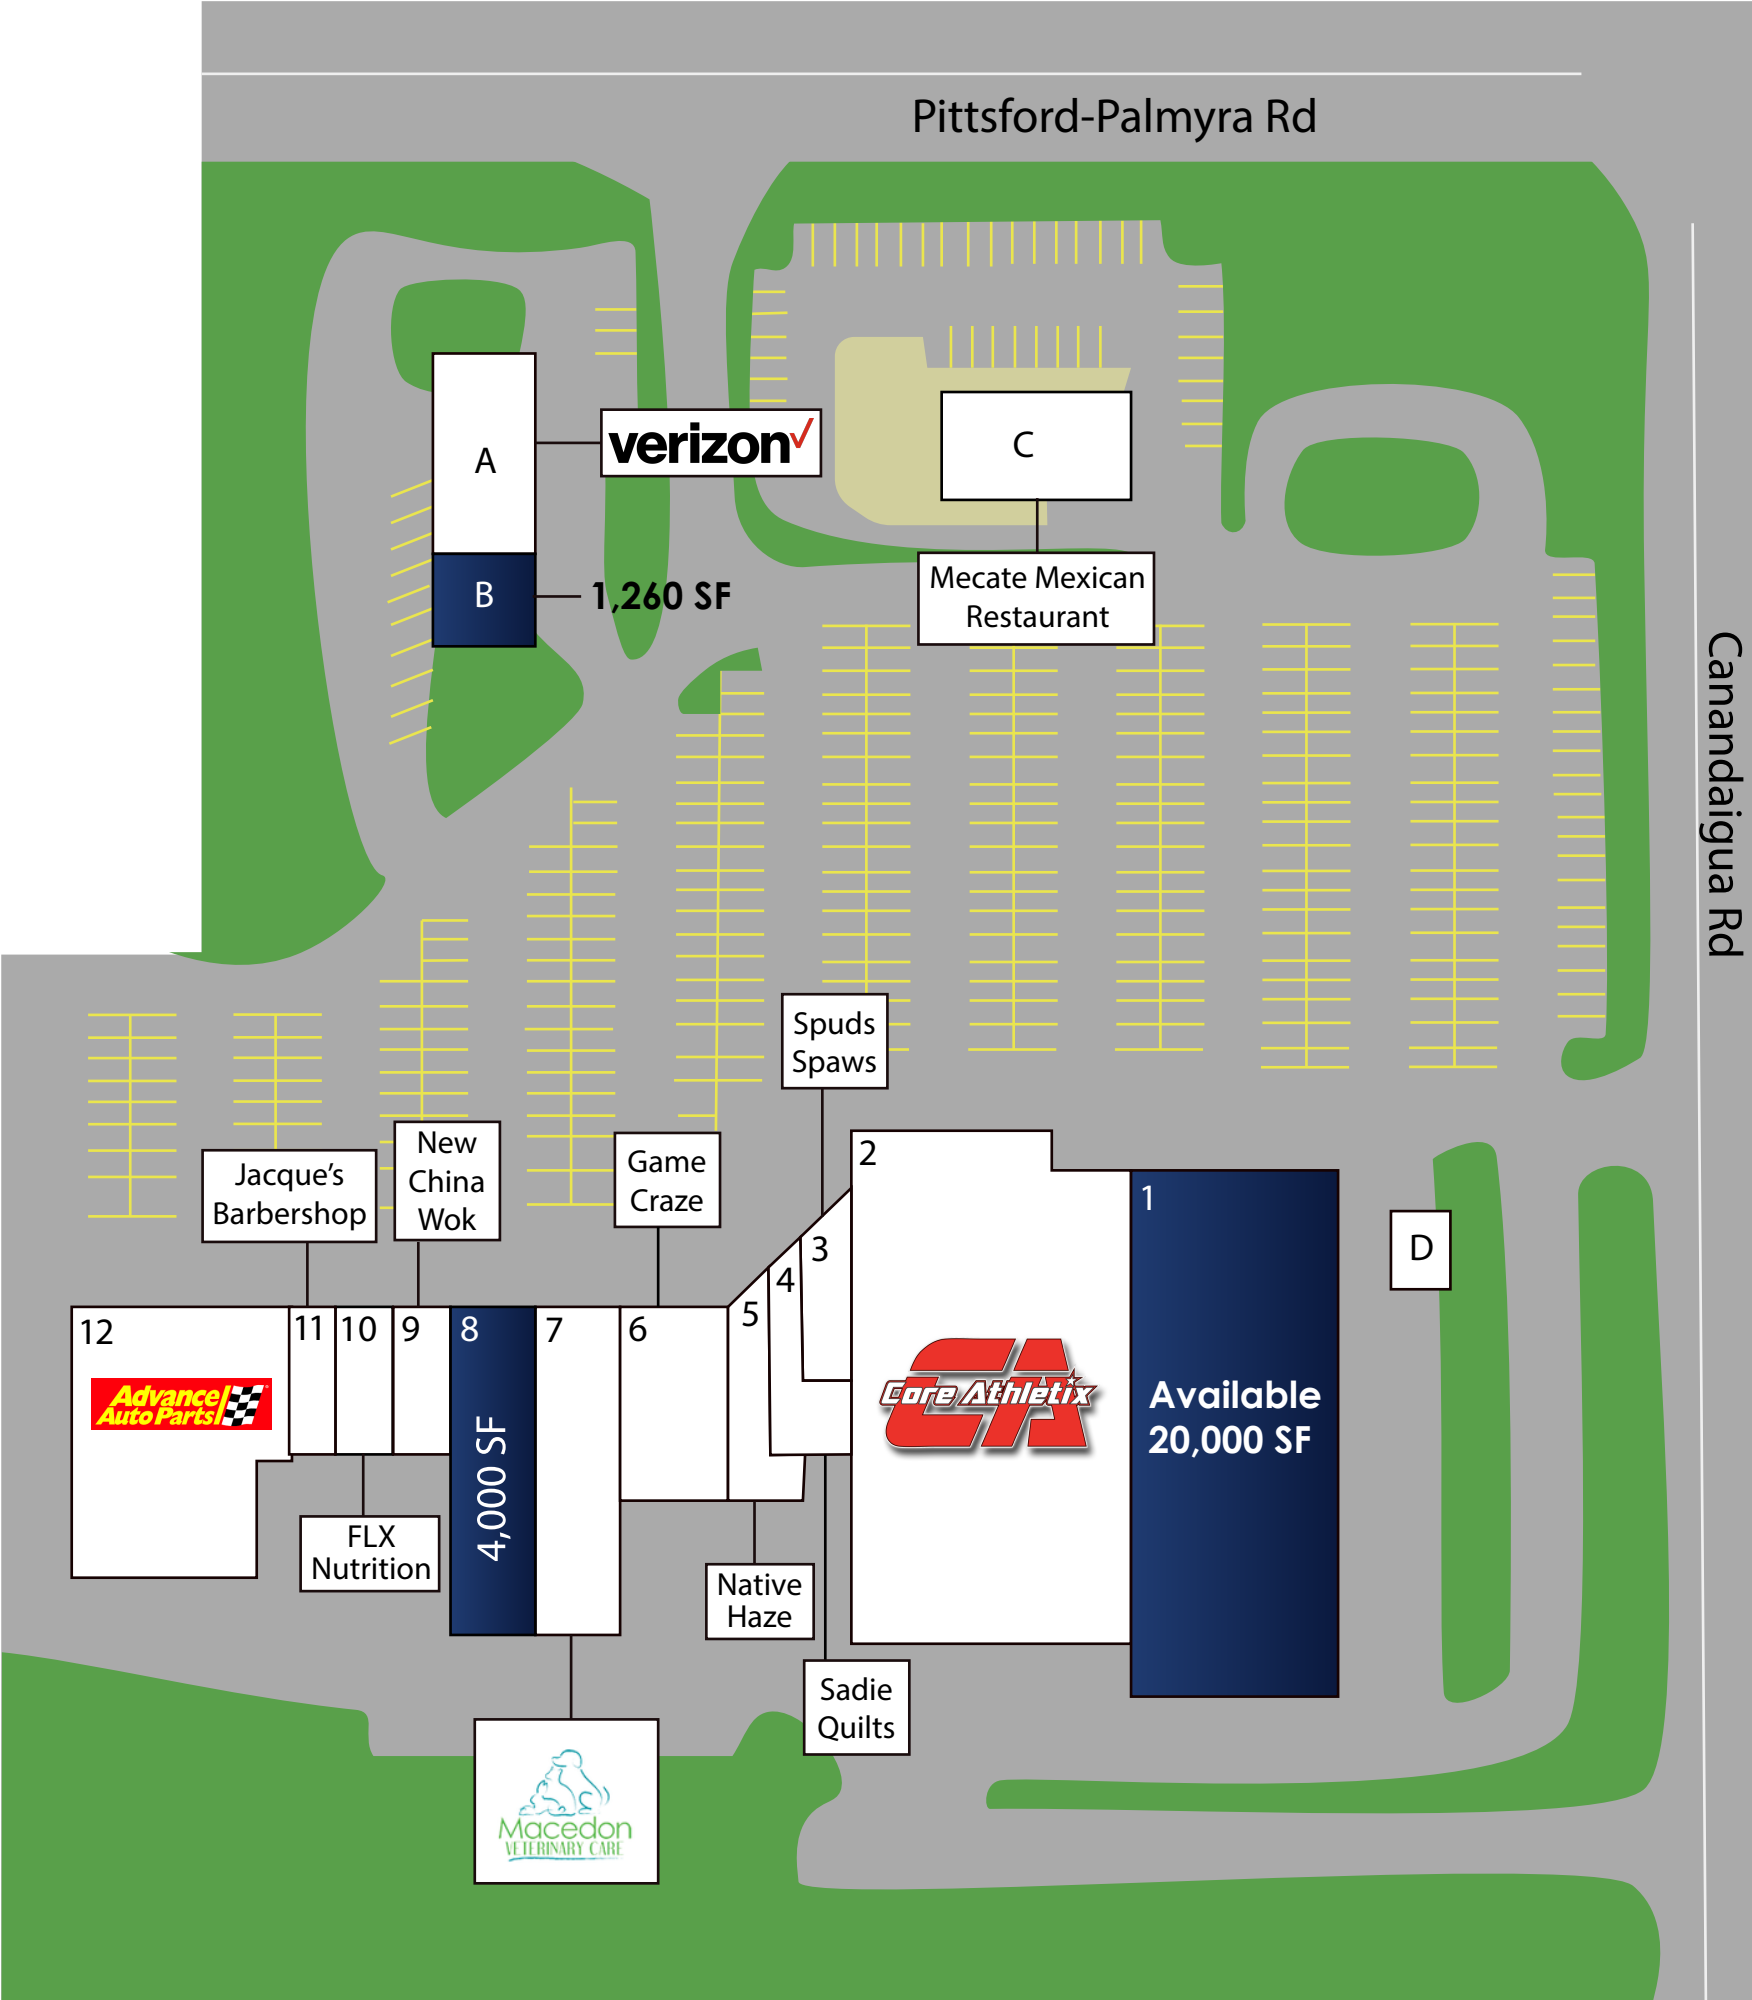 Pittsford-Palmyra Rd
verizon
A
C
B
1,260 SF
Mecate Mexican
Restaurant
Canandaigua Rd
Spuds
Spaws
New
China
Wok
Jacque's
Barbershop
Game
Craze
2
1
3
D
4
5
12
11
10
9
8
7
6
Advance
Auto Parts
Core Athletix
CA
Available
20,000 SF
4,000 SF
FLX
Nutrition
Native
Haze
Sadie
Quilts
Macedon
VETERINARY CARE